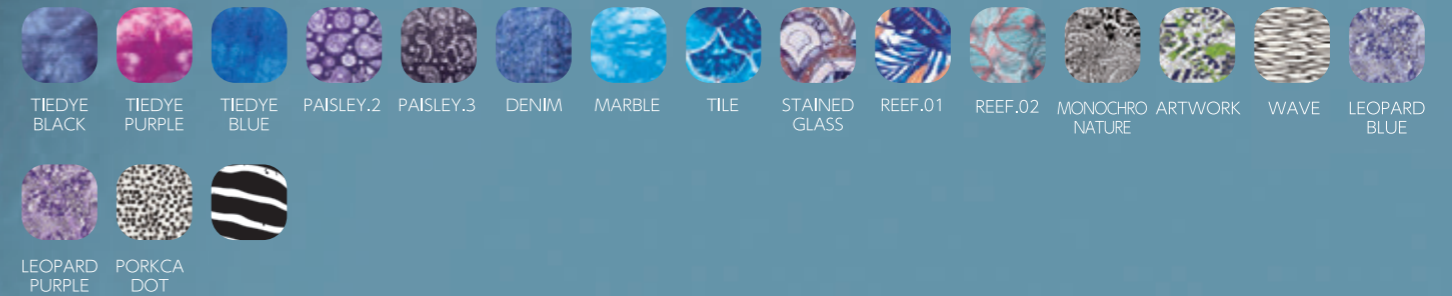 TIEDYE BLACK
TIEDYE PURPLE
TIEDYE BLUE
PAISLEY.2
PAISLEY.3
DENIM
MARBLE
TILE
STAINED GLASS
REEF.01
REEF.02
MONOCHRO NATURE
ARTWORK
WAVE
LEOPARD BLUE
LEOPARD PURPLE
PORKCA DOT